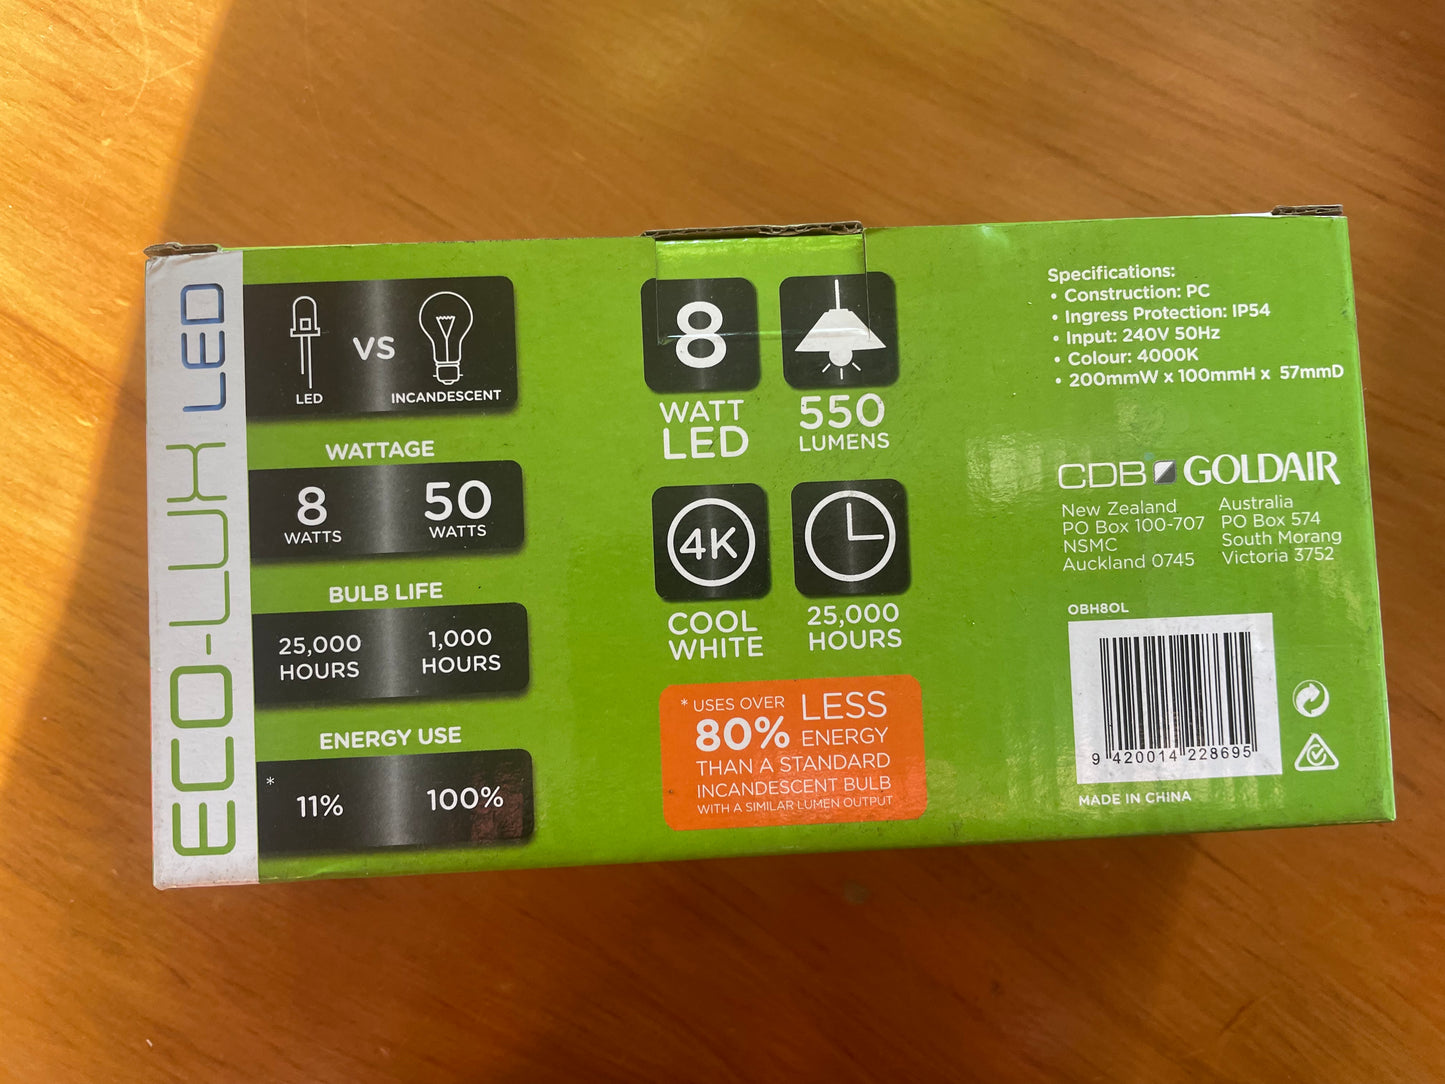 ECO-LUX LED
VS
LED
INCANDESCENT
WATTAGE
8
WATTS
50
WATTS
BULB LIFE
25,000
HOURS
1,000
HOURS
ENERGY USE
* 11%
100%
8
WATT
LED
550
LUMENS
4K
COOL
WHITE
25,000
HOURS
* USES OVER
80% LESS
ENERGY
THAN A STANDARD
INCANDESCENT BULB
WITH A SIMILAR LUMEN OUTPUT
Specifications:
• Construction: PC
• Ingress Protection: IP54
• Input: 240V 50Hz
• Colour: 4000K
• 200mmW x 100mmH x 57mmD
CDB GOLDAIR
New Zealand
PO Box 100-707
NSMC
Auckland 0745
Australia
PO Box 574
South Morang
Victoria 3752
OBH8OL
9 420014 228695
MADE IN CHINA